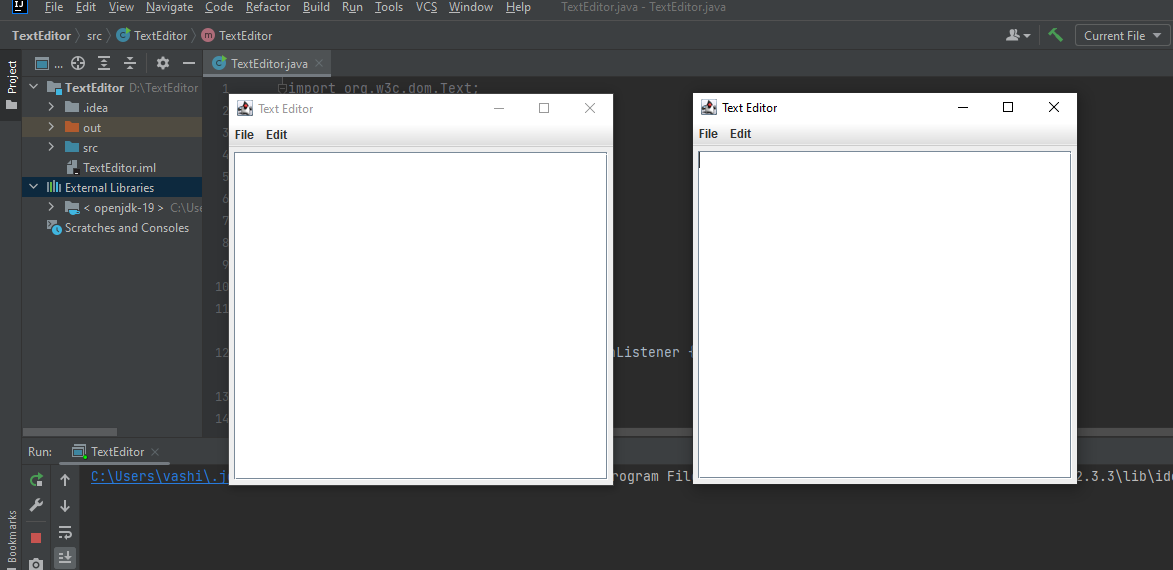 IJ File Edit View Navigate Code Refactor Build Run Tools VCS Window Help TextEditor.java - TextEditor.java
TextEditor src TextEditor m TextEditor Current File
Project ... TextEditor.java
TextEditor D:\TextEditor
.idea
out
src
TextEditor.iml
External Libraries
< openjdk-19 > C:\Use
Scratches and Consoles
1 import org.w3c.dom.Text;
2
3
4
5
6
7
8
9
10
11
12 Listener {
13
14
Text Editor
File Edit
Text Editor
File Edit
Run: TextEditor
C:\Users\vashi\.j rogram Fil 2.3.3\lib\ide
Bookmarks